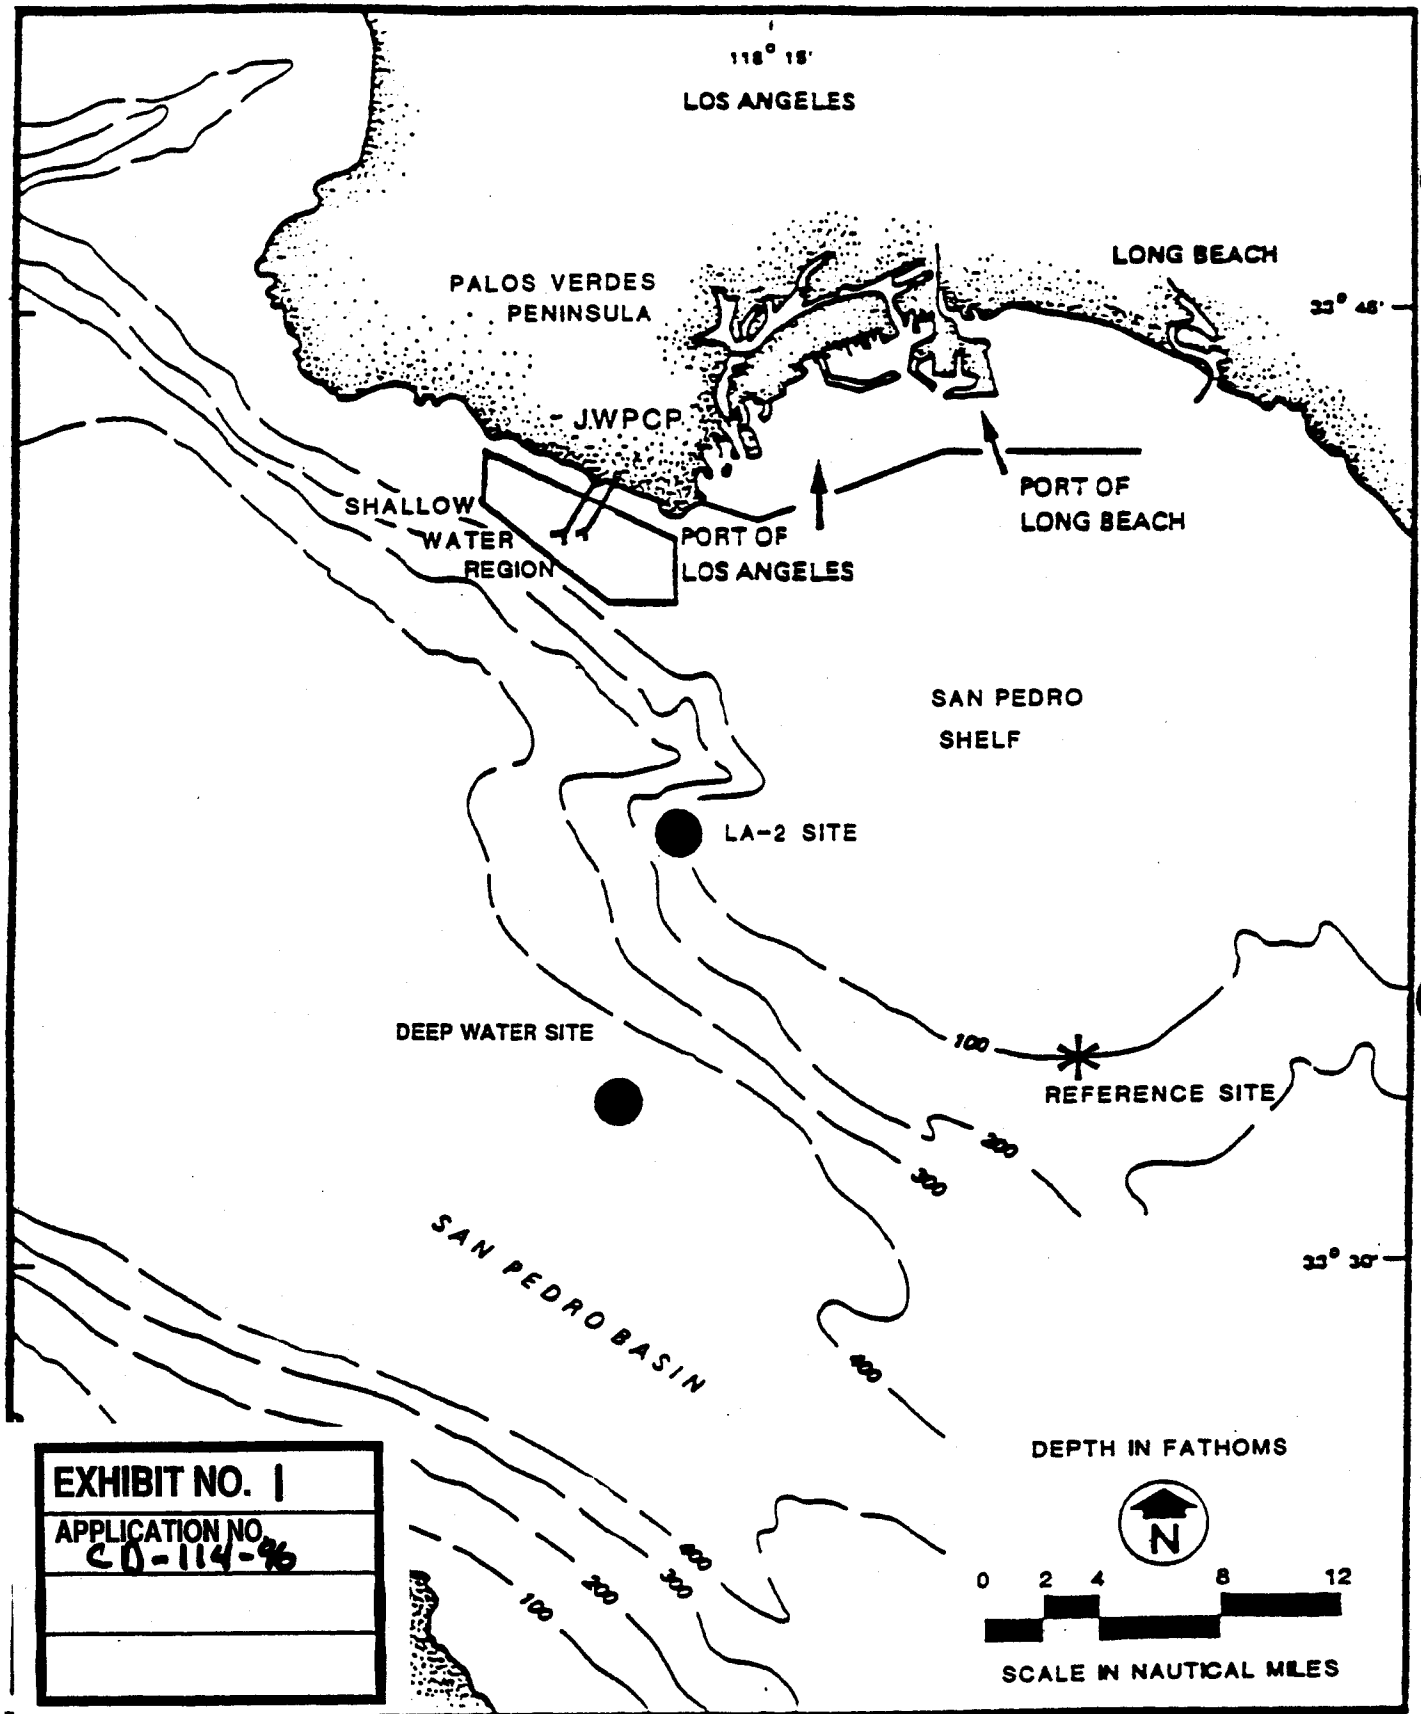 118° 15'
LOS ANGELES
LONG BEACH
PALOS VERDES
PENINSULA
33° 45'
JWPCP
PORT OF
LONG BEACH
SHALLOW
WATER
REGION
PORT OF
LOS ANGELES
SAN PEDRO
SHELF
LA-2 SITE
DEEP WATER SITE
100
REFERENCE SITE
200
300
33° 30'
SAN PEDRO BASIN
400
DEPTH IN FATHOMS
N
0 2 4 8 12
SCALE IN NAUTICAL MILES
400
300
200
100
EXHIBIT NO. 1
APPLICATION NO.
CD-114-96